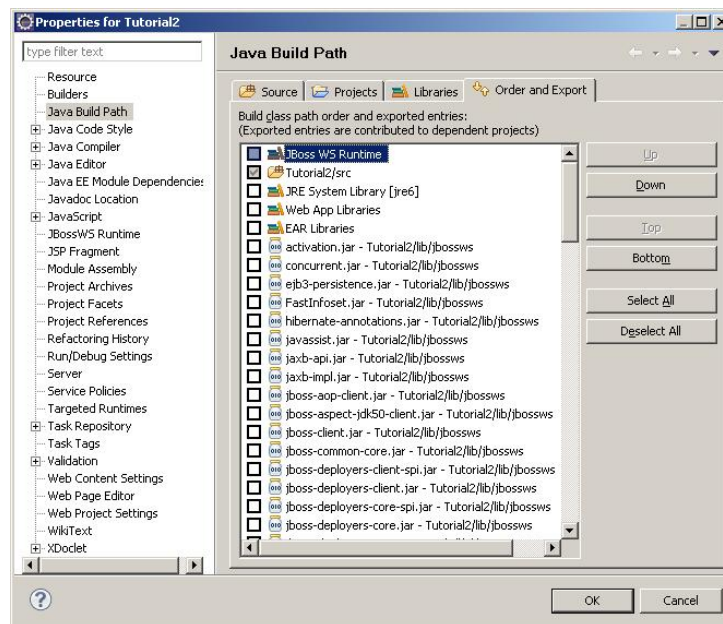 Properties for Tutorial2
type filter text
Resource
Builders
Java Build Path
Java Code Style
Java Compiler
Java Editor
Java EE Module Dependencies
Javadoc Location
JavaScript
JBossWS Runtime
JSP Fragment
Module Assembly
Project Archives
Project Facets
Project References
Refactoring History
Run/Debug Settings
Server
Service Policies
Targeted Runtimes
Task Repository
Task Tags
Validation
Web Content Settings
Web Page Editor
Web Project Settings
WikiText
XDoclet
Java Build Path
Source
Projects
Libraries
Order and Export
Build class path order and exported entries:
(Exported entries are contributed to dependent projects)
JBoss WS Runtime
Tutorial2/src
JRE System Library [jre6]
Web App Libraries
EAR Libraries
activation.jar - Tutorial2/lib/jbossws
concurrent.jar - Tutorial2/lib/jbossws
ejb3-persistence.jar - Tutorial2/lib/jbossws
FastInfoset.jar - Tutorial2/lib/jbossws
hibernate-annotations.jar - Tutorial2/lib/jbossws
javassist.jar - Tutorial2/lib/jbossws
jaxb-api.jar - Tutorial2/lib/jbossws
jaxb-impl.jar - Tutorial2/lib/jbossws
jboss-aop-client.jar - Tutorial2/lib/jbossws
jboss-aspect-jdk50-client.jar - Tutorial2/lib/jbossws
jboss-client.jar - Tutorial2/lib/jbossws
jboss-common-core.jar - Tutorial2/lib/jbossws
jboss-deployers-client-spi.jar - Tutorial2/lib/jbossws
jboss-deployers-client.jar - Tutorial2/lib/jbossws
jboss-deployers-core-spi.jar - Tutorial2/lib/jbossws
jboss-deployers-core.jar - Tutorial2/lib/jbossws
Up
Down
Top
Bottom
Select All
Deselect All
OK
Cancel